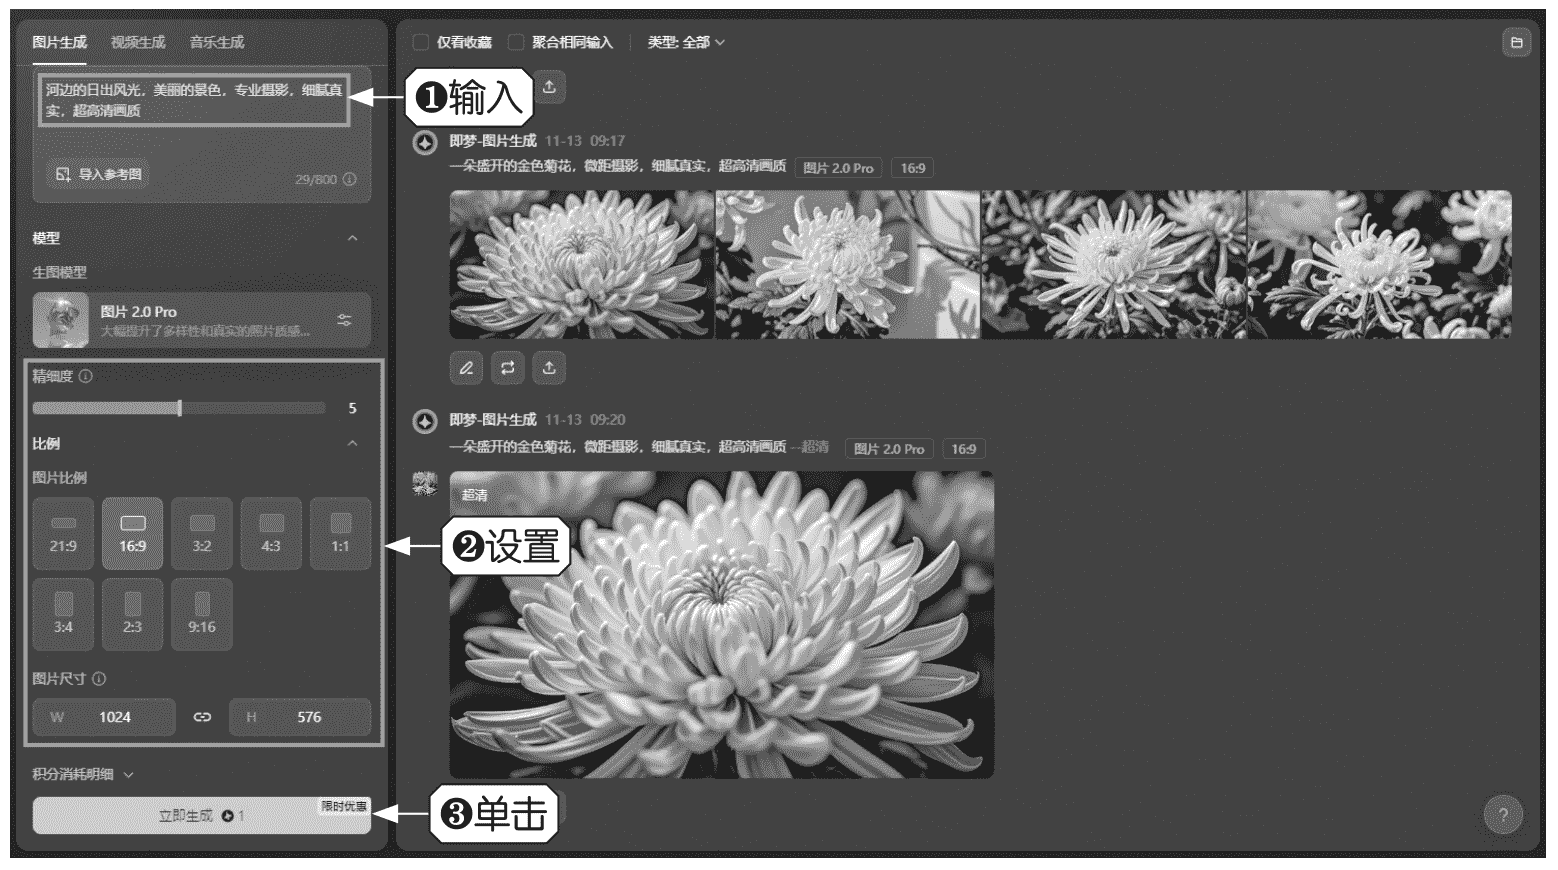 图片生成 视频生成 音乐生成
河边的日出风光，美丽的景色，专业摄影，细腻真
实，超高清画质
导入参考图
29/800
模型
生图模型
图片 2.0 Pro
大幅提升了多样性和真实的照片质感...
精细度
5
比例
图片比例
21:9 16:9 3:2 4:3 1:1
3:4 2:3 9:16
图片尺寸
W 1024 H 576
积分消耗明细
限时优惠
立即生成 1
仅看收藏 聚合相同输入 类型: 全部
❶输入
即梦-图片生成 11-13 09:17
一朵盛开的金色菊花，微距摄影，细腻真实，超高清画质 图片 2.0 Pro 16:9
即梦-图片生成 11-13 09:20
一朵盛开的金色菊花，微距摄影，细腻真实，超高清画质 --超清 图片 2.0 Pro 16:9
超清
❷设置
❸单击
?